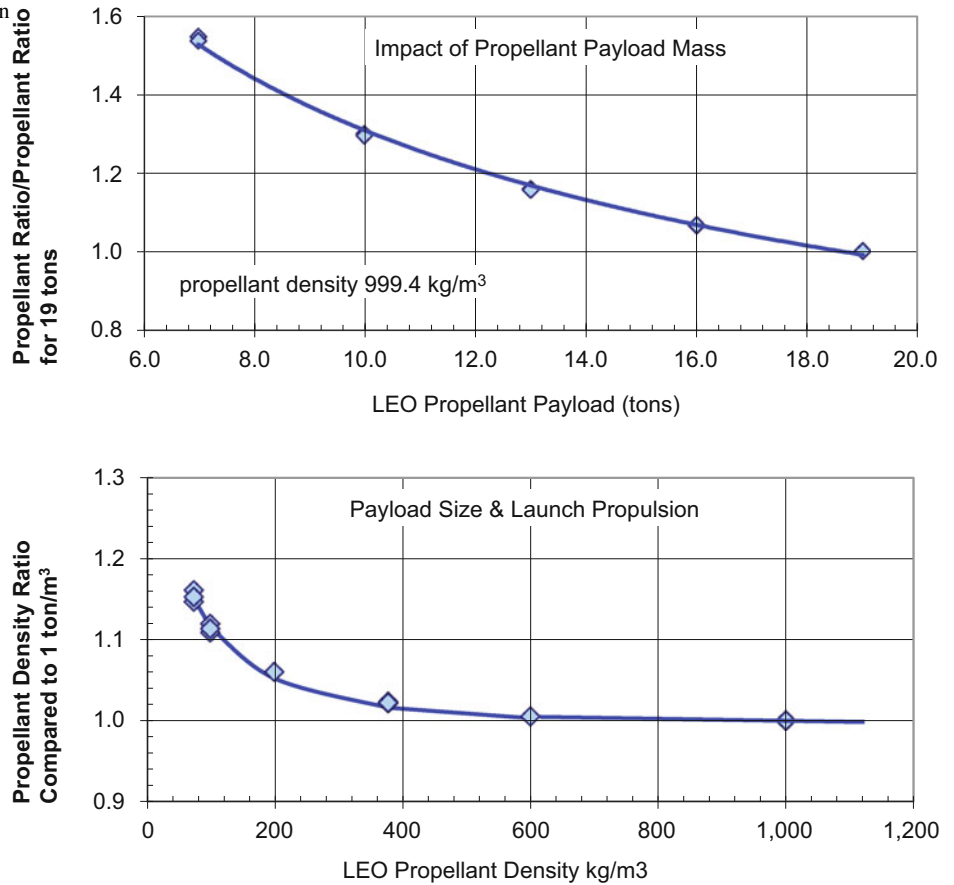 n
Propellant Ratio/Propellant Ratio
for 19 tons
1.6
1.4
1.2
1.0
0.8
Impact of Propellant Payload Mass
propellant density 999.4 kg/m³
6.0 8.0 10.0 12.0 14.0 16.0 18.0 20.0
LEO Propellant Payload (tons)
Propellant Density Ratio
Compared to 1 ton/m³
1.3
1.2
1.1
1.0
0.9
Payload Size & Launch Propulsion
0 200 400 600 800 1,000 1,200
LEO Propellant Density kg/m3